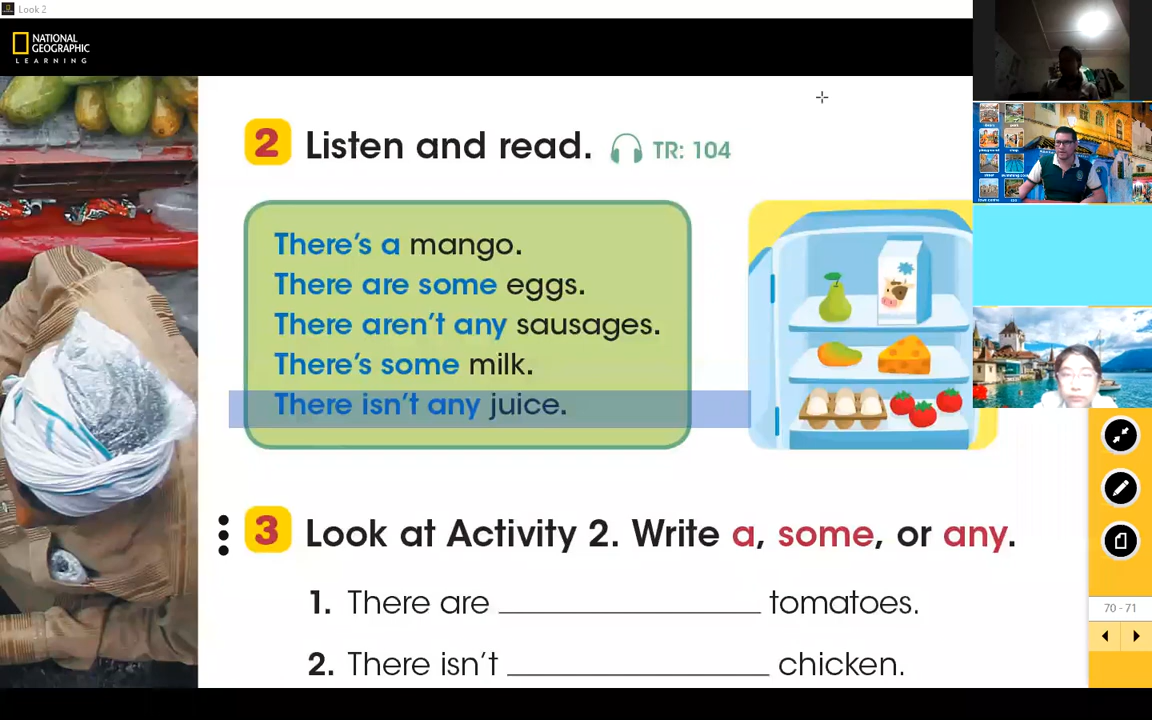 Look 2
NATIONAL
GEOGRAPHIC
LEARNING
2 Listen and read. TR: 104
There's a mango.
There are some eggs.
There aren't any sausages.
There's some milk.
There isn't any juice.
3 Look at Activity 2. Write a, some, or any.
1. There are ____________ tomatoes.
2. There isn't ____________ chicken.
70 - 71